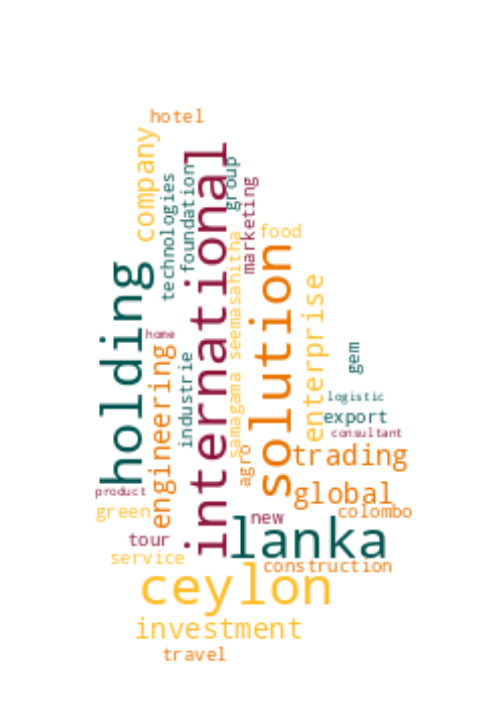 hotel
company
technologies
foundation
international
group
marketing
food
holding
seemasahitha
solution
enterprise
home
engineering
industrie
samagama
gem
logistic
export
consultant
agro
trading
product
green
global
colombo
new
lanka
tour
service
construction
ceylon
investment
travel